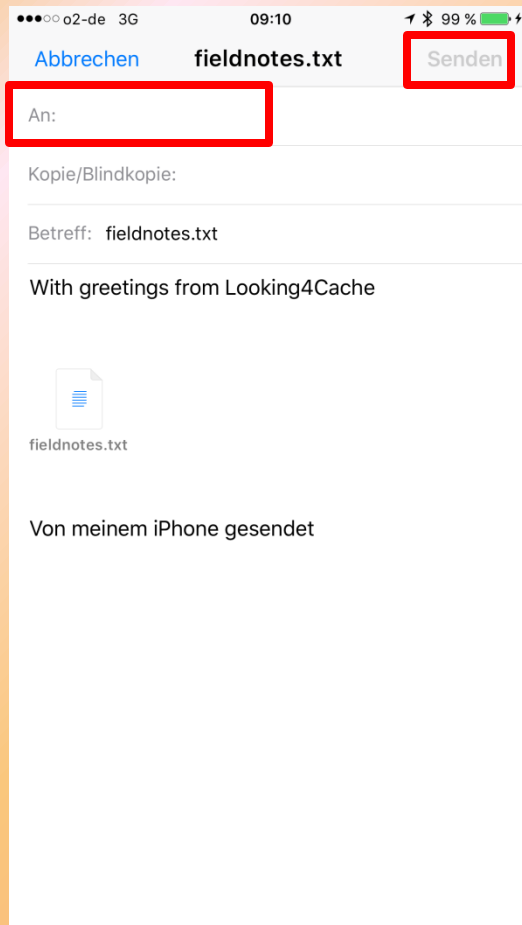 o2-de 3G 09:10 99 %
Abbrechen fieldnotes.txt Senden
An:
Kopie/Blindkopie:
Betreff: fieldnotes.txt
With greetings from Looking4Cache
fieldnotes.txt
Von meinem iPhone gesendet